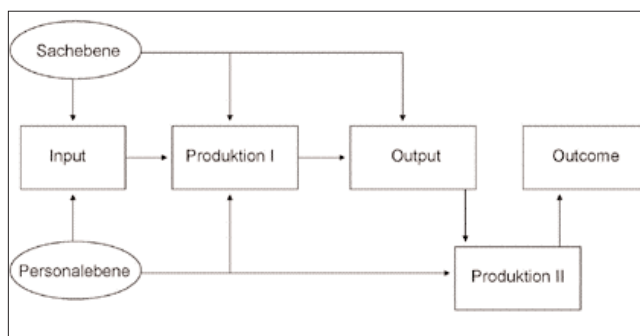 Sachebene
Input
Produktion I
Output
Outcome
Personalebene
Produktion II